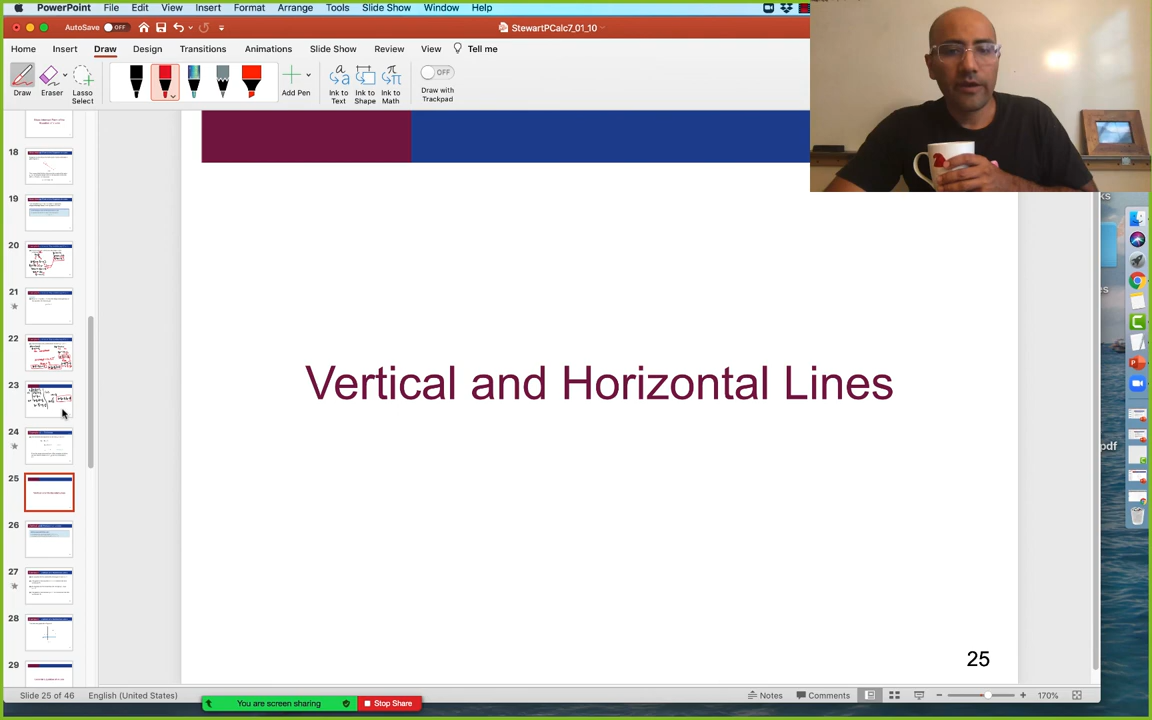 PowerPoint File Edit View Insert Format Arrange Tools Slide Show Window Help
AutoSave OFF StewartPCalc7_01_10
Home Insert Draw Design Transitions Animations Slide Show Review View Tell me
OFF
Draw Eraser Lasso Select Add Pen Ink to Text Ink to Shape Ink to Math Draw with Trackpad
18
19
20
21
22
23
24
25
26
27
28
29
Vertical and Horizontal Lines
25
pdf
Slide 25 of 46 English (United States) Notes Comments 170%
You are screen sharing Stop Share